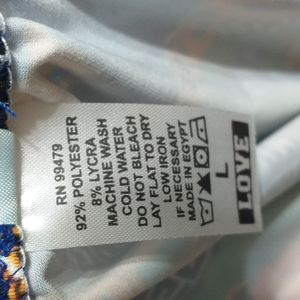 RN 99479
92% POLYESTER
8% LYCRA
MACHINE WASH
COLD WATER
DO NOT BLEACH
LAY FLAT TO DRY
LOW IRON
IF NECESSARY
MADE IN EGYPT
L
LOVE